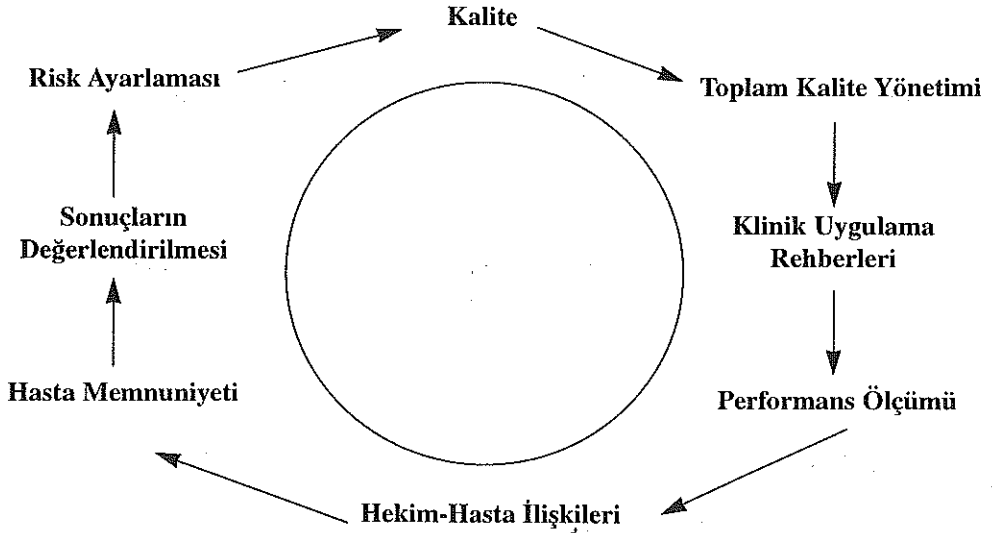 Kalite
Risk Ayarlaması
Toplam Kalite Yönetimi
Sonuçların
Değerlendirilmesi
Klinik Uygulama
Rehberleri
Hasta Memnuniyeti
Performans Ölçümü
Hekim-Hasta İlişkileri